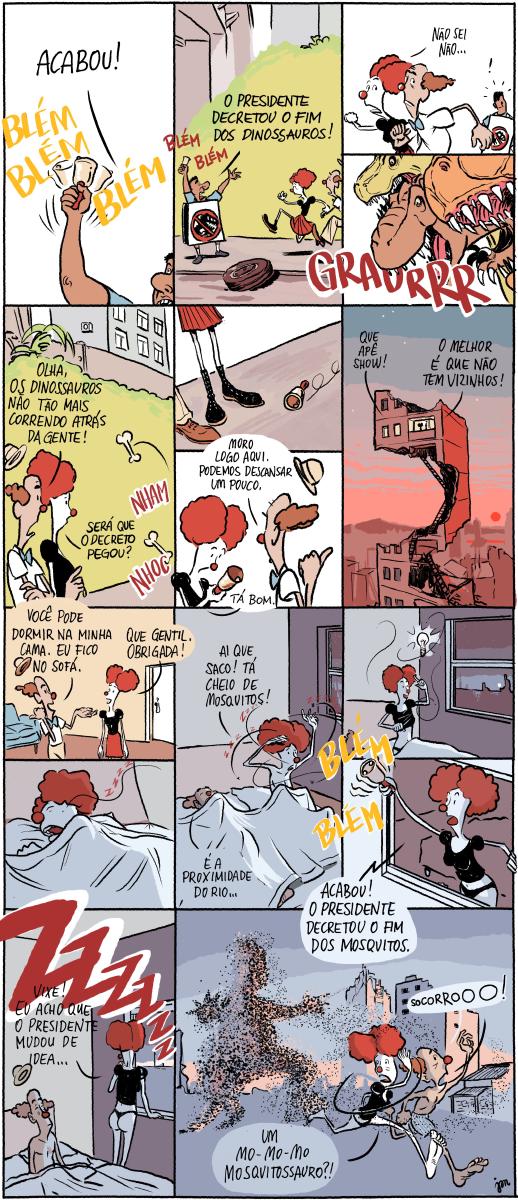 ACABOU!
BLÉM
BLÉM
BLÉM
O PRESIDENTE
DECRETOU O FIM
DOS DINOSSAUROS!
BLÉM
BLÉM
NÃO SEI
NÃO...
!
GRAURRR
OLHA,
OS DINOSSAUROS
NÃO TÃO MAIS
CORRENDO ATRÁS
DA GENTE!
SERÁ QUE
O DECRETO
PEGOU?
NHAM
NHOC
MORO
LOGO AQUI.
PODEMOS DESCANSAR
UM POUCO.
TÁ BOM.
QUE
APÊ
SHOW!
O MELHOR
É QUE NÃO
TEM VIZINHOS!
VOCÊ PODE
DORMIR NA MINHA
CAMA. EU FICO
NO SOFÁ.
QUE GENTIL.
OBRIGADA!
ZZZZ
AI QUE
SACO! TÁ
CHEIO DE
MOSQUITOS!
É A
PROXIMIDADE
DO RIO...
BLÉM
BLÉM
ACABOU!
O PRESIDENTE
DECRETOU O FIM
DOS MOSQUITOS.
ZZZZZZZ
VIXE!
EU ACHO QUE
O PRESIDENTE
MUDOU DE
IDEIA...
SOCORROOO!
UM
MO-MO-MO
MOSQUITOSSAURO?!